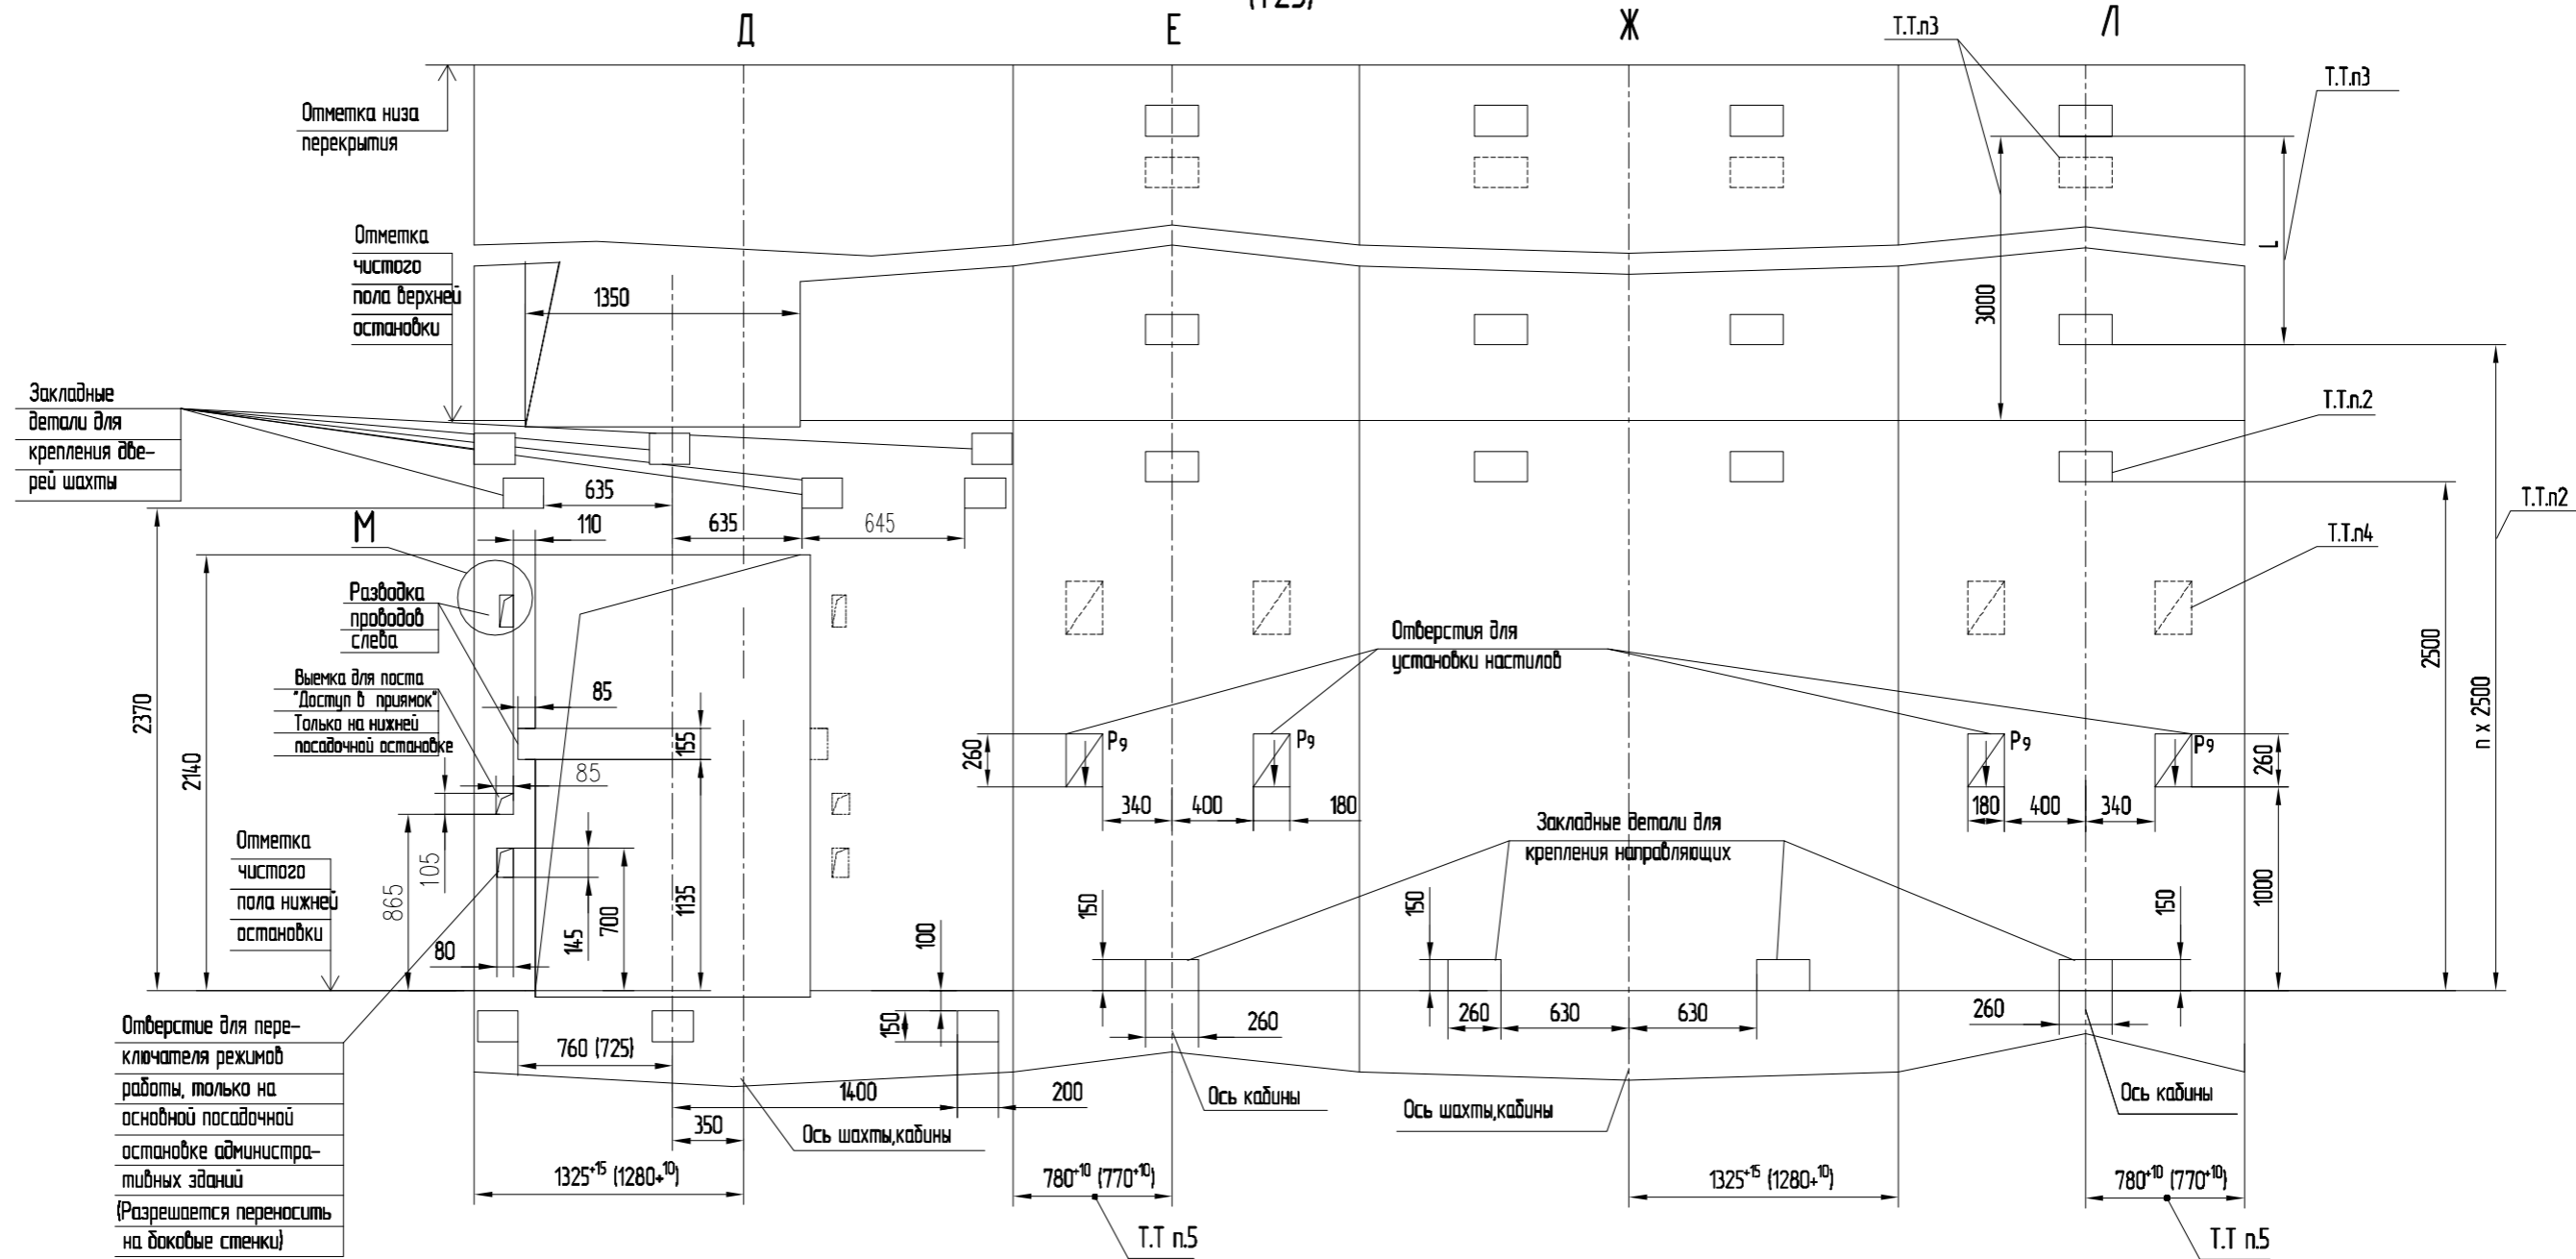 (725)
Д
Е
Ж
Л
Т.Т.п3
Т.Т.п3
Отметка низа
перекрытия
Отметка
чистого
пола верхней
остановки
1350
3000
L
Закладные
детали для
крепления две-
рей шахты
Т.Т.п.2
Т.Т.п2
Т.Т.п4
635
110
635
645
М
Разводка
проводов
слева
Выемка для поста
"Доступ в приямок"
Только на нижней
посадочной остановке
2370
2140
85
155
85
Отверстия для
установки настилов
2500
n x 2500
260
Р9
Р9
Р9
Р9
260
340
400
180
180
400
340
Закладные детали для
крепления направляющих
Отметка
чистого
пола нижней
остановки
865
105
80
145
700
1135
100
150
150
150
1000
150
260
260
630
630
260
760 (725)
1400
200
350
Ось шахты,кабины
Ось кабины
Ось шахты,кабины
Ось кабины
Отверстие для пере-
ключателя режимов
работы, только на
основной посадочной
остановке администра-
тивных зданий
(Разрешается переносить
на боковые стенки)
1325+15 (1280+10)
780+10 (770+10)
1325+15 (1280+10)
780+10 (770+10)
Т.Т п.5
Т.Т п.5